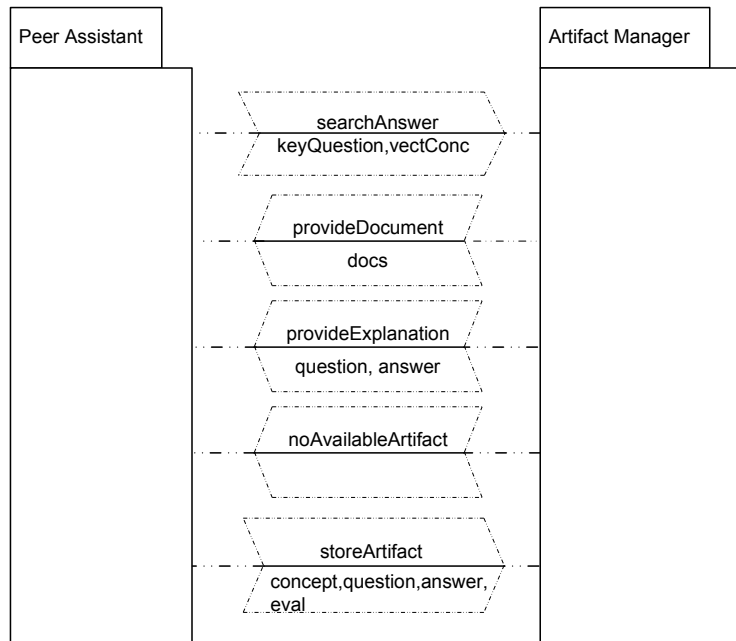 Peer Assistant
Artifact Manager
searchAnswer
keyQuestion,vectConc
provideDocument
docs
provideExplanation
question, answer
noAvailableArtifact
storeArtifact
concept,question,answer,
eval